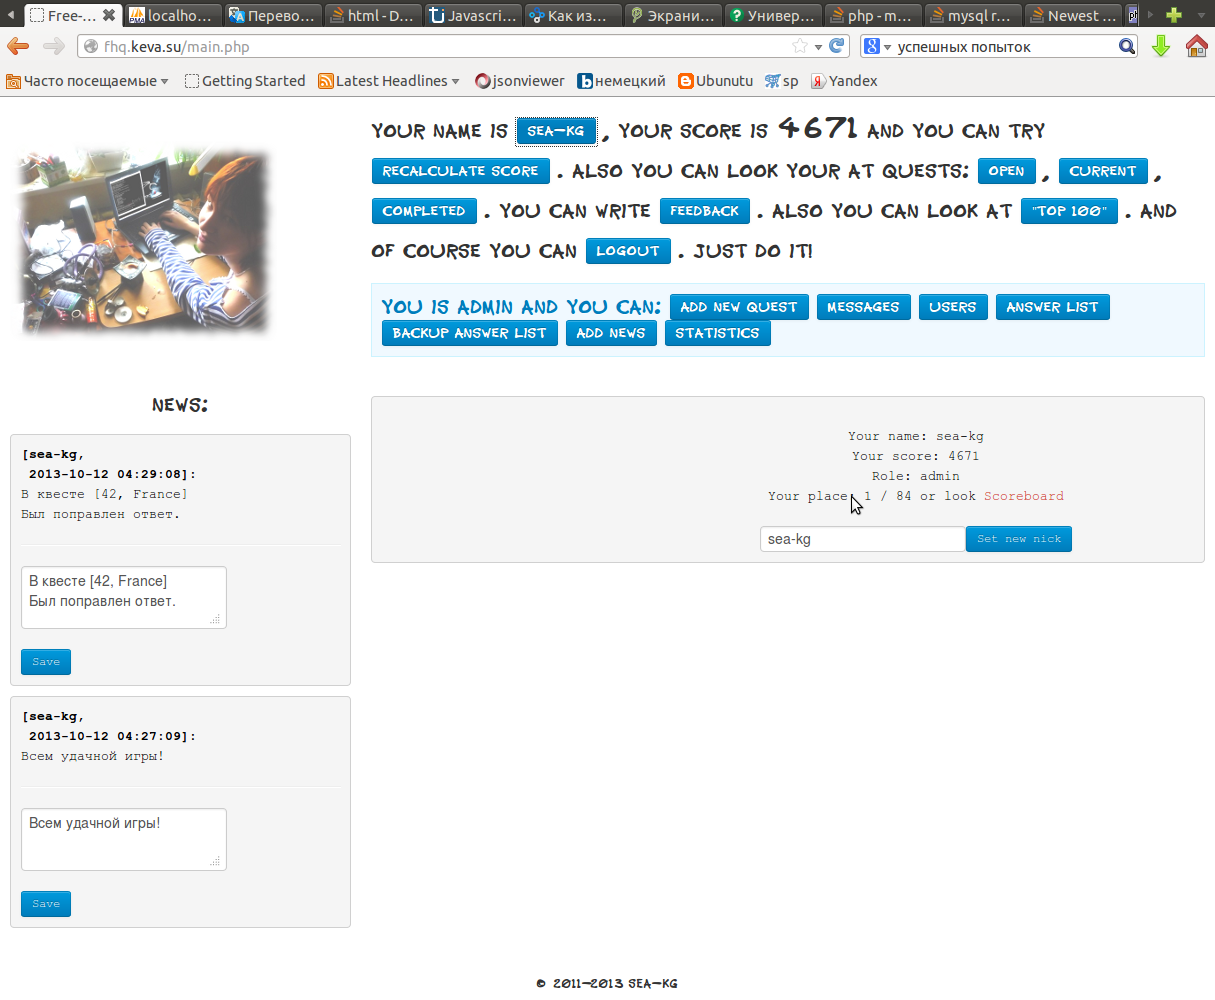 Free-...
localho...
Перево...
html - D...
Javascri...
Как из...
Экрани...
Универ...
php - m...
mysql r...
Newest ...
fhq.keva.su/main.php
успешных попыток
Часто посещаемые
Getting Started
Latest Headlines
jsonviewer
немецкий
Ubunutu
sp
Yandex
YOUR NAME IS SEA-KG , YOUR SCORE IS 4671 AND YOU CAN TRY
RECALCULATE SCORE . ALSO YOU CAN LOOK YOUR AT QUESTS: OPEN , CURRENT ,
COMPLETED . YOU CAN WRITE FEEDBACK . ALSO YOU CAN LOOK AT "TOP 100" . AND
OF COURSE YOU CAN LOGOUT . JUST DO IT!
YOU IS ADMIN AND YOU CAN: ADD NEW QUEST MESSAGES USERS ANSWER LIST
BACKUP ANSWER LIST ADD NEWS STATISTICS
NEWS:
[sea-kg,
2013-10-12 04:29:08]:
В квесте [42, France]
Был поправлен ответ.
В квесте [42, France]
Был поправлен ответ.
Save
[sea-kg,
2013-10-12 04:27:09]:
Всем удачной игры!
Всем удачной игры!
Save
Your name: sea-kg
Your score: 4671
Role: admin
Your place: 1 / 84 or look Scoreboard
sea-kg
Set new nick
© 2011-2013 SEA-KG